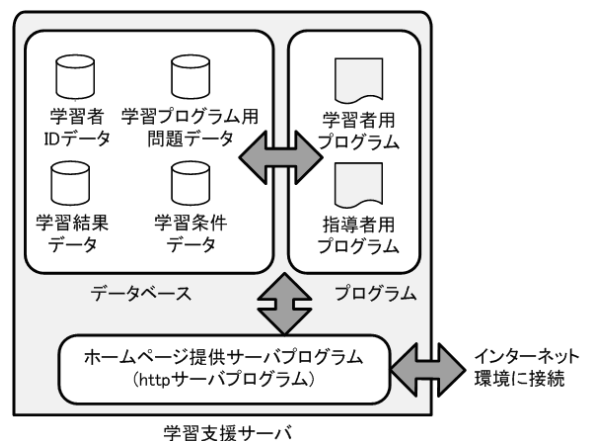 学習者
IDデータ
学習プログラム用
問題データ
学習結果
データ
学習条件
データ
データベース
学習者用
プログラム
指導者用
プログラム
プログラム
ホームページ提供サーバプログラム
(httpサーバプログラム)
インターネット
環境に接続
学習支援サーバ